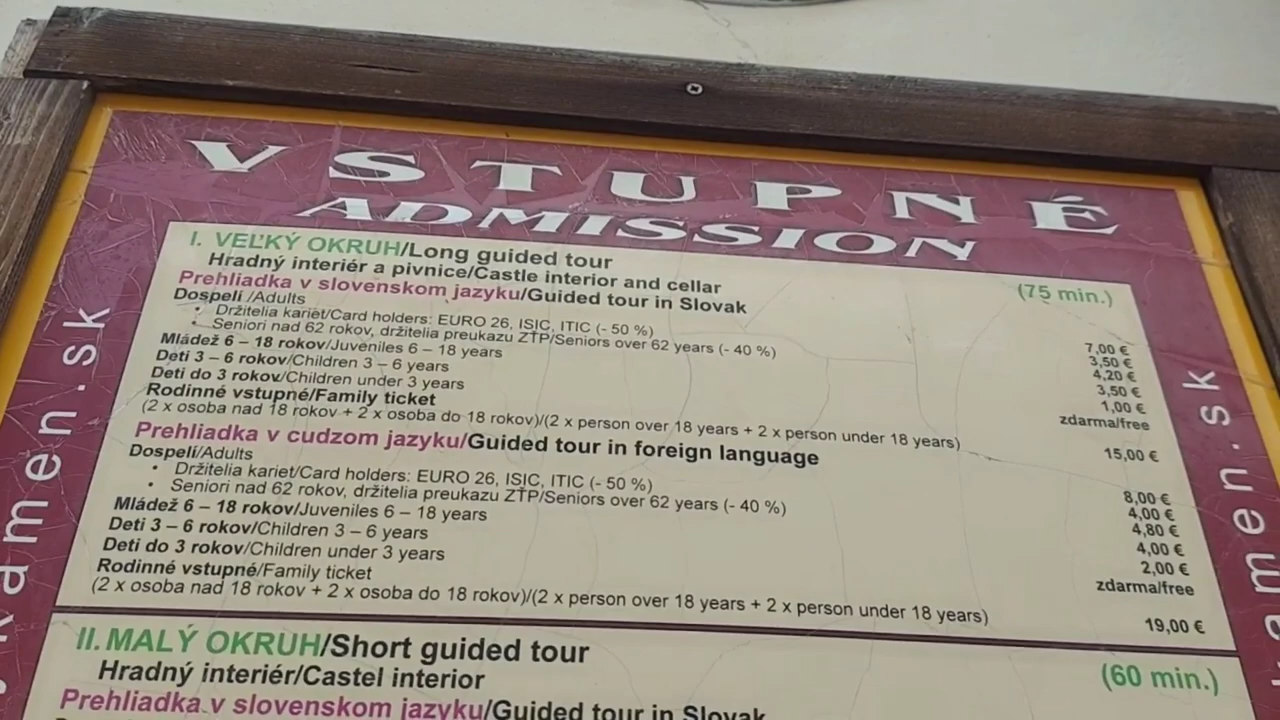 VSTUPNÉ
ADMISSION
I. VEĽKÝ OKRUH/Long guided tour (75 min.)
Hradný interiér a pivnice/Castle interior and cellar
Prehliadka v slovenskom jazyku/Guided tour in Slovak
Dospelí /Adults 7,00 €
• Držitelia kariet/Card holders: EURO 26, ISIC, ITIC (- 50 %) 3,50 €
• Seniori nad 62 rokov, držitelia preukazu ZŤP/Seniors over 62 years (- 40 %) 4,20 €
Mládež 6 – 18 rokov/Juveniles 6 – 18 years 3,50 €
Deti 3 – 6 rokov/Children 3 – 6 years 1,00 €
Deti do 3 rokov/Children under 3 years zdarma/free
Rodinné vstupné/Family ticket
(2 x osoba nad 18 rokov + 2 x osoba do 18 rokov)/(2 x person over 18 years + 2 x person under 18 years) 15,00 €
Prehliadka v cudzom jazyku/Guided tour in foreign language
Dospelí/Adults 8,00 €
• Držitelia kariet/Card holders: EURO 26, ISIC, ITIC (- 50 %) 4,00 €
• Seniori nad 62 rokov, držitelia preukazu ZŤP/Seniors over 62 years (- 40 %) 4,80 €
Mládež 6 – 18 rokov/Juveniles 6 – 18 years 4,00 €
Deti 3 – 6 rokov/Children 3 – 6 years 2,00 €
Deti do 3 rokov/Children under 3 years zdarma/free
Rodinné vstupné/Family ticket
(2 x osoba nad 18 rokov + 2 x osoba do 18 rokov)/(2 x person over 18 years + 2 x person under 18 years) 19,00 €
II. MALÝ OKRUH/Short guided tour (60 min.)
Hradný interiér/Castel interior
Prehliadka v slovenskom jazyku/Guided tour in Slovak